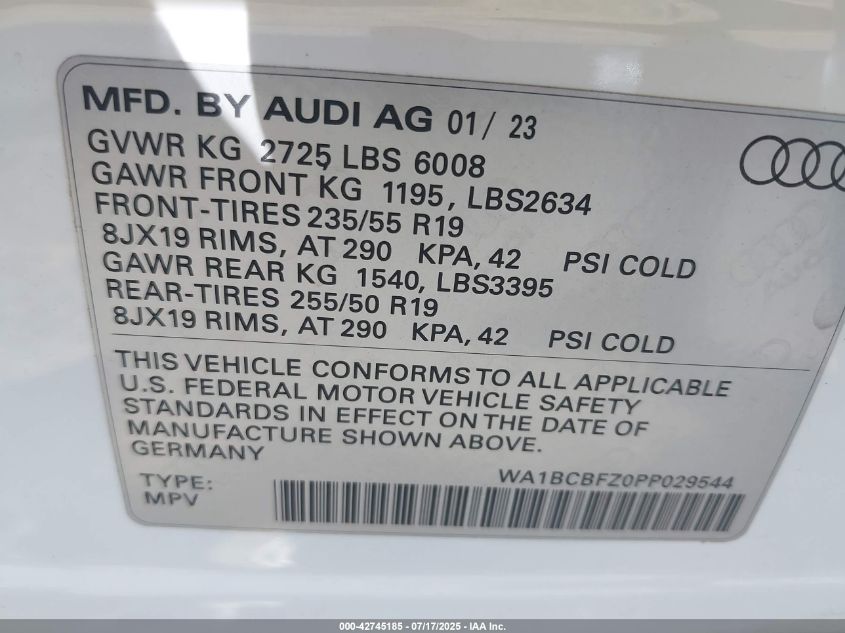 MFD. BY AUDI AG 01/ 23
GVWR KG 2725 LBS 6008
GAWR FRONT KG 1195, LBS2634
FRONT-TIRES 235/55 R19
8JX19 RIMS, AT 290 KPA, 42 PSI COLD
GAWR REAR KG 1540, LBS3395
REAR-TIRES 255/50 R19
8JX19 RIMS, AT 290 KPA, 42 PSI COLD
THIS VEHICLE CONFORMS TO ALL APPLICABLE
U.S. FEDERAL MOTOR VEHICLE SAFETY
STANDARDS IN EFFECT ON THE DATE OF
MANUFACTURE SHOWN ABOVE.
GERMANY
WA1BCBFZ0PP029544
TYPE:
MPV
000-42745185 - 07/17/2025 - IAA Inc.